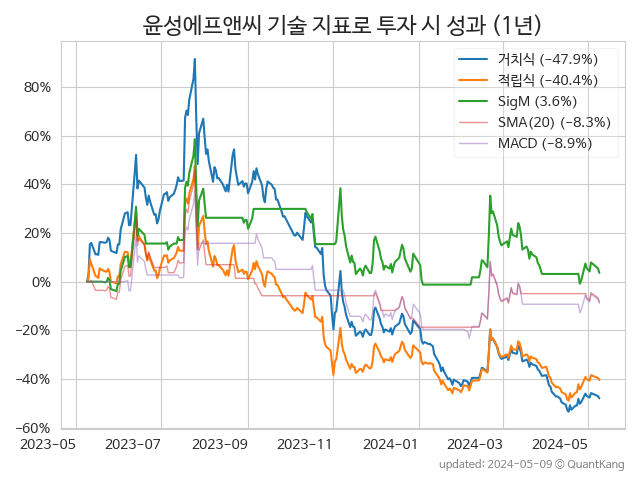 윤성에프앤씨 기술 지표로 투자 시 성과 (1년)
거치식 (−47.9%)
적립식 (−40.4%)
SigM (3.6%)
SMA(20) (−8.3%)
MACD (−8.9%)
80%
60%
40%
20%
0%
−20%
−40%
−60%
2023-05 2023-07 2023-09 2023-11 2024-01 2024-03 2024-05
updated: 2024-05-09 © QuantKang